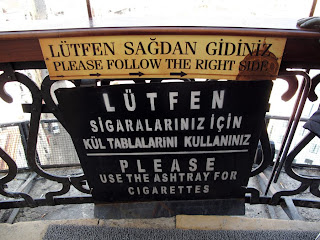 LÜTFEN SAĞDAN GİDİNİZ
PLEASE FOLLOW THE RIGHT SIDE
LÜTFEN
SİGARALARINIZ İÇİN
KÜL TABLALARINI KULLANINIZ
PLEASE
USE THE ASHTRAY FOR
CIGARETTES